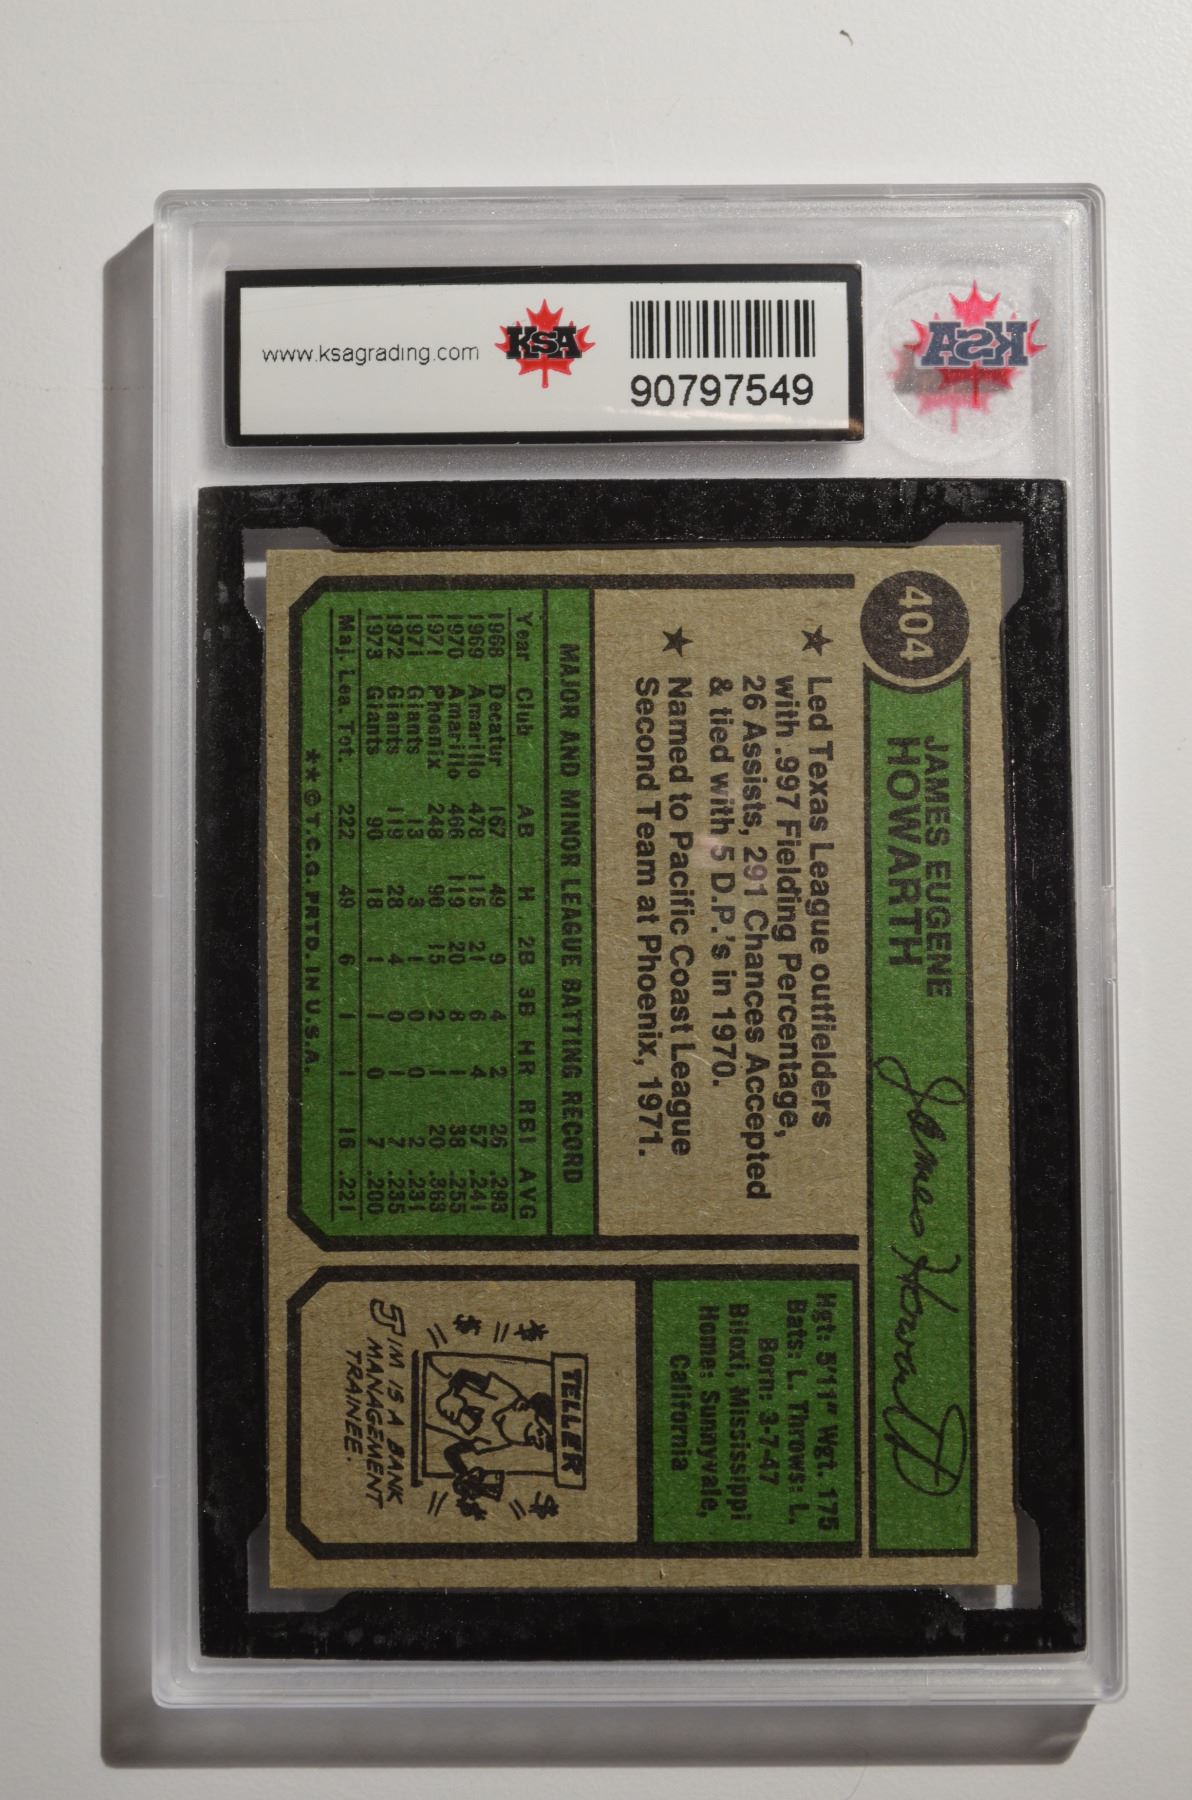 www.ksagrading.com
KSA
90797549
KSA
404
JAMES EUGENE
HOWARTH
James Howarth
★ Led Texas League outfielders
with .997 Fielding Percentage,
26 Assists, 291 Chances Accepted
& tied with 5 D.P.'s in 1970.
★ Named to Pacific Coast League
Second Team at Phoenix, 1971.
MAJOR AND MINOR LEAGUE BATTING RECORD
Year Club AB H 2B 3B HR RBI AVG
1968 Decatur 167 49 9 4 2 26 .293
1969 Amarillo 478 115 21 6 4 57 .241
1970 Amarillo 466 119 20 8 1 38 .255
1971 Phoenix 248 90 15 2 1 20 .363
1971 Giants 13 3 1 0 0 2 .231
1972 Giants 119 28 4 0 1 7 .235
1973 Giants 90 18 1 1 0 7 .200
Maj. Lea. Tot. 222 49 6 1 1 16 .221
** © T.C.G. PRTD. IN U.S.A.
Hgt: 5'11" Wgt. 175
Bats: L. Throws: L.
Born: 3-7-47
Biloxi, Mississippi
Home: Sunnyvale,
California
TELLER
$ $ $ $
JIM IS A BANK
MANAGEMENT
TRAINEE.